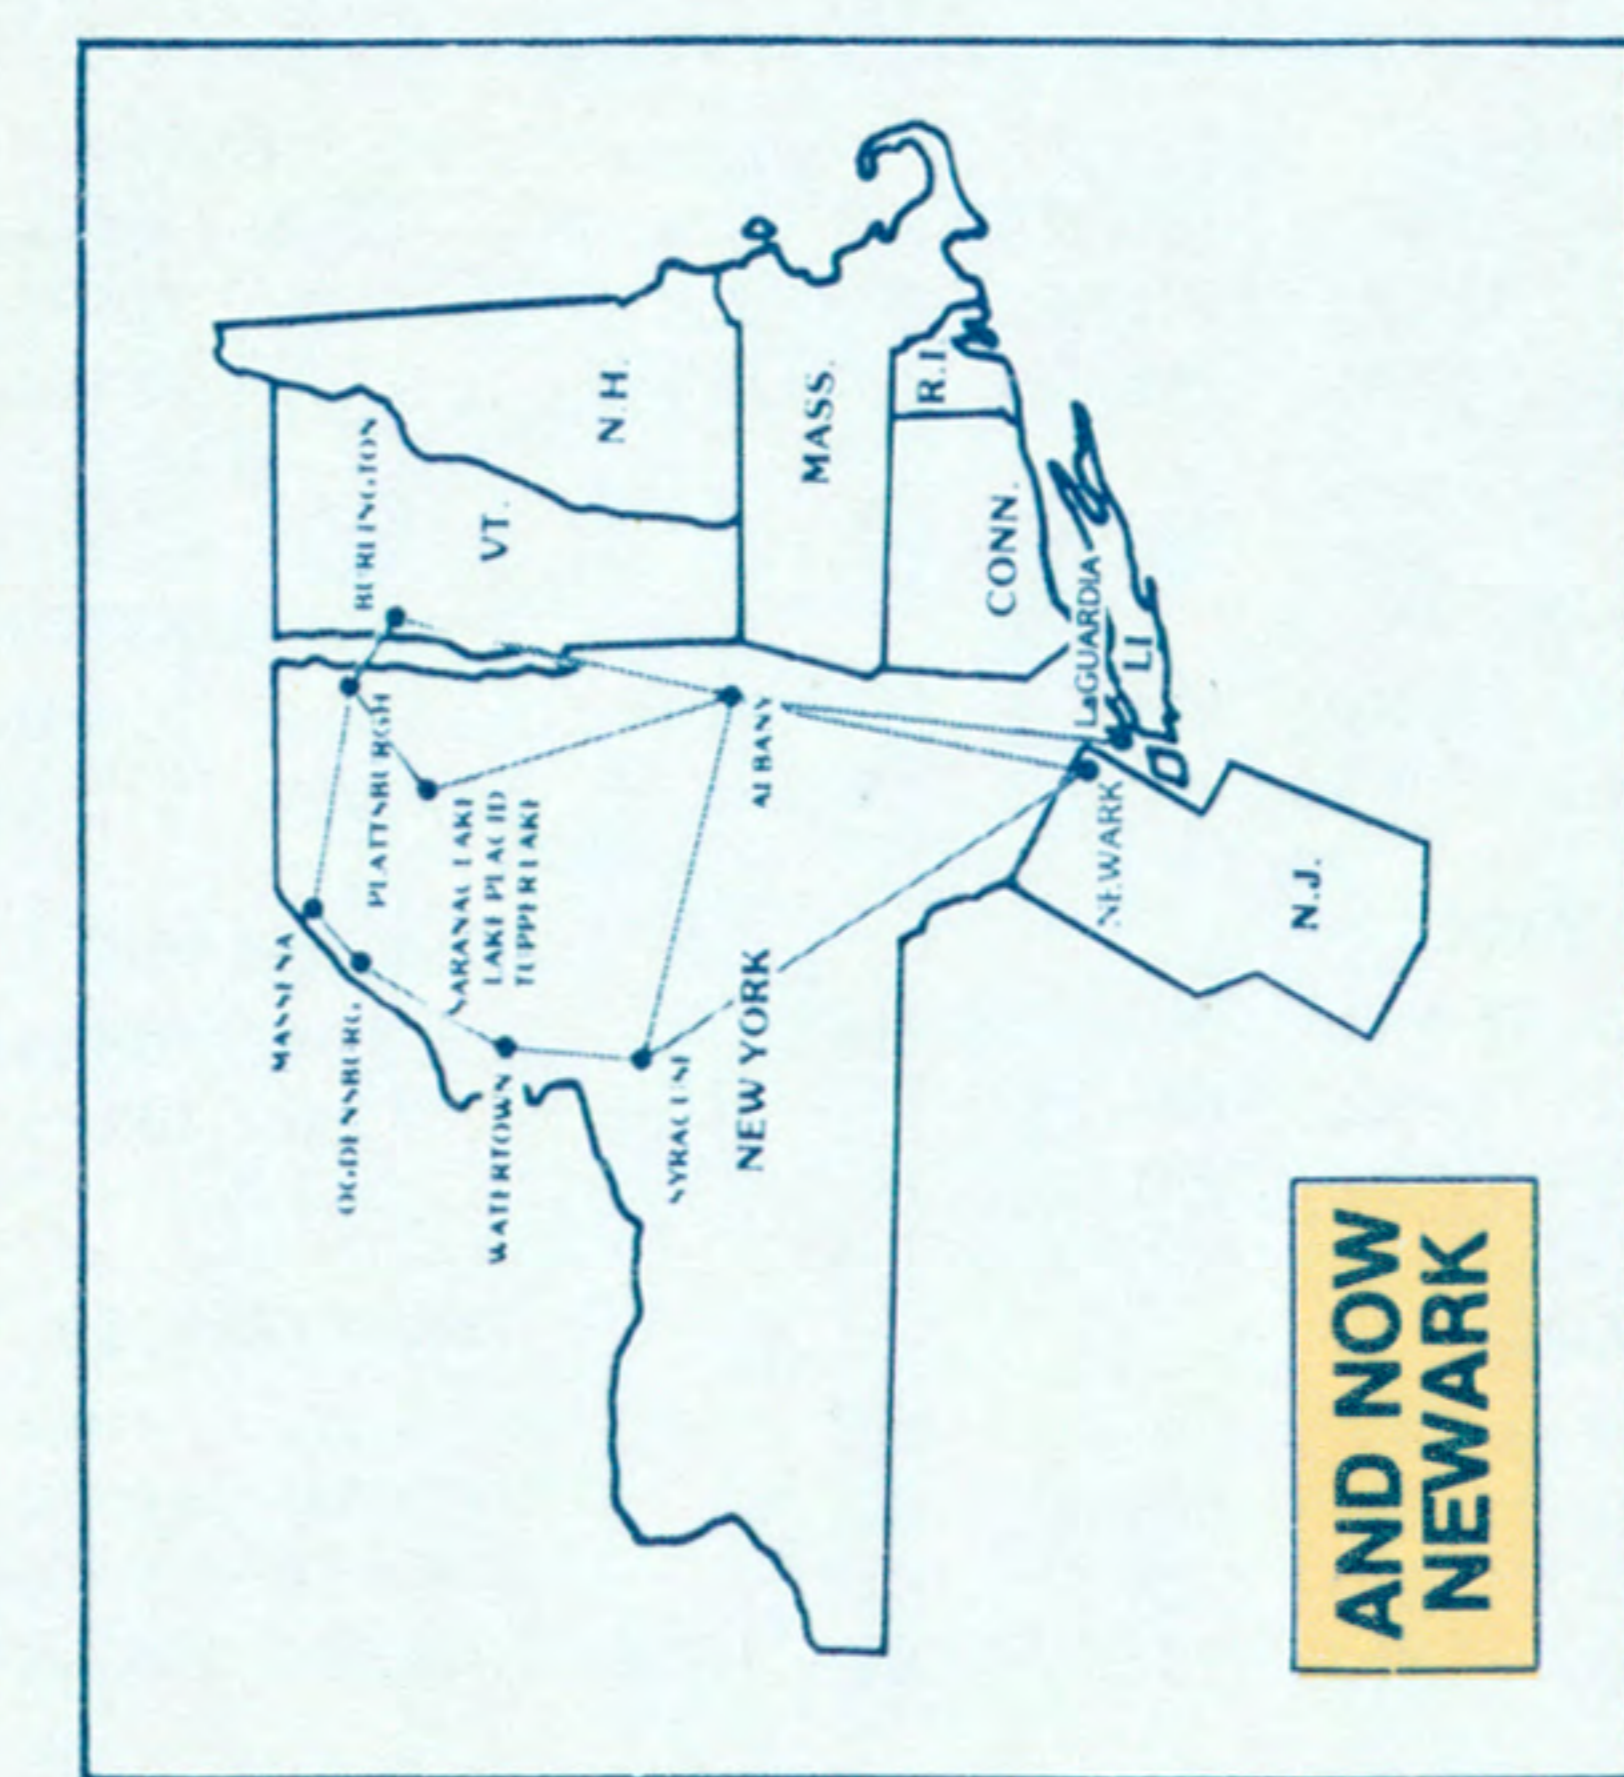 MASSENA
OGDENSBURG
PLATTSBURGH
BURLINGTON
SARANAC LAKE
LAKE PLACID
TUPPER LAKE
WATERTOWN
VT.
N.H.
SYRACUSE
NEW YORK
ALBANY
MASS.
CONN.
R.I.
LaGUARDIA
NEWARK
LI
N.J.
AND NOW
NEWARK